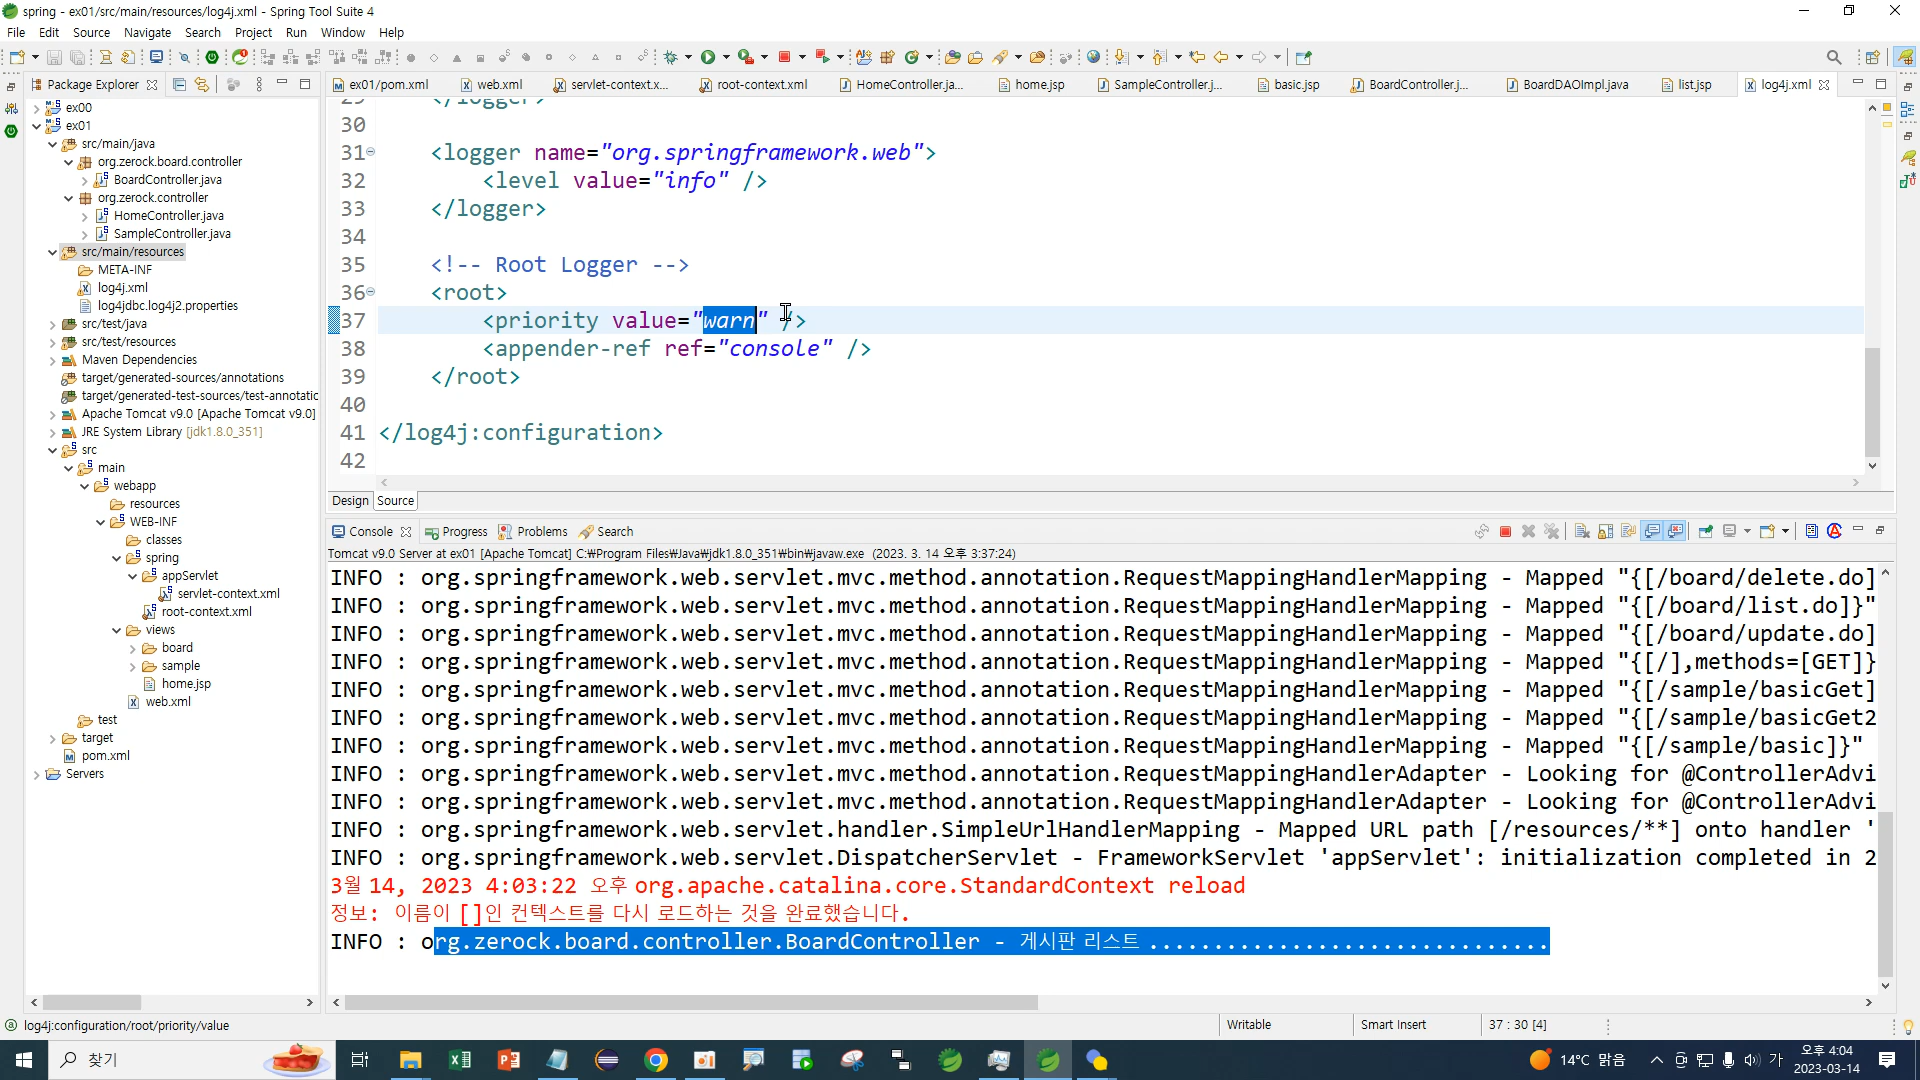 spring - ex01/src/main/resources/log4j.xml - Spring Tool Suite 4
File Edit Source Navigate Search Project Run Window Help
Package Explorer
ex01/pom.xml web.xml servlet-context.x... root-context.xml HomeController.ja... home.jsp SampleController.j... basic.jsp BoardController.j... BoardDAOImpl.java list.jsp log4j.xml
ex00
ex01
src/main/java
org.zerock.board.controller
BoardController.java
org.zerock.controller
HomeController.java
SampleController.java
src/main/resources
META-INF
log4j.xml
log4jdbc.log4j2.properties
src/test/java
src/test/resources
Maven Dependencies
target/generated-sources/annotations
target/generated-test-sources/test-annotatic
Apache Tomcat v9.0 [Apache Tomcat v9.0]
JRE System Library [jdk1.8.0_351]
src
main
webapp
resources
WEB-INF
classes
spring
appServlet
servlet-context.xml
root-context.xml
views
board
sample
home.jsp
web.xml
test
target
pom.xml
Servers
29 </logger>
30
31 <logger name="org.springframework.web">
32 <level value="info" />
33 </logger>
34
35 <!-- Root Logger -->
36 <root>
37 <priority value="warn" />
38 <appender-ref ref="console" />
39 </root>
40
41 </log4j:configuration>
42
Design Source
Console Progress Problems Search
Tomcat v9.0 Server at ex01 [Apache Tomcat] C:₩Program Files₩Java₩jdk1.8.0_351₩bin₩javaw.exe (2023. 3. 14 오후 3:37:24)
INFO : org.springframework.web.servlet.mvc.method.annotation.RequestMappingHandlerMapping - Mapped "{[/board/delete.do]
INFO : org.springframework.web.servlet.mvc.method.annotation.RequestMappingHandlerMapping - Mapped "{[/board/list.do]}"
INFO : org.springframework.web.servlet.mvc.method.annotation.RequestMappingHandlerMapping - Mapped "{[/board/update.do]
INFO : org.springframework.web.servlet.mvc.method.annotation.RequestMappingHandlerMapping - Mapped "{[/],methods=[GET]}
INFO : org.springframework.web.servlet.mvc.method.annotation.RequestMappingHandlerMapping - Mapped "{[/sample/basicGet]
INFO : org.springframework.web.servlet.mvc.method.annotation.RequestMappingHandlerMapping - Mapped "{[/sample/basicGet2
INFO : org.springframework.web.servlet.mvc.method.annotation.RequestMappingHandlerMapping - Mapped "{[/sample/basic]}"
INFO : org.springframework.web.servlet.mvc.method.annotation.RequestMappingHandlerAdapter - Looking for @ControllerAdvi
INFO : org.springframework.web.servlet.mvc.method.annotation.RequestMappingHandlerAdapter - Looking for @ControllerAdvi
INFO : org.springframework.web.servlet.handler.SimpleUrlHandlerMapping - Mapped URL path [/resources/**] onto handler '
INFO : org.springframework.web.servlet.DispatcherServlet - FrameworkServlet 'appServlet': initialization completed in 2
3월 14, 2023 4:03:22 오후 org.apache.catalina.core.StandardContext reload
정보: 이름이 []인 컨텍스트를 다시 로드하는 것을 완료했습니다.
INFO : org.zerock.board.controller.BoardController - 게시판 리스트 ...............................
log4j:configuration/root/priority/value Writable Smart Insert 37 : 30 [4]
찾기
14°C 맑음 가 오후 4:04
2023-03-14